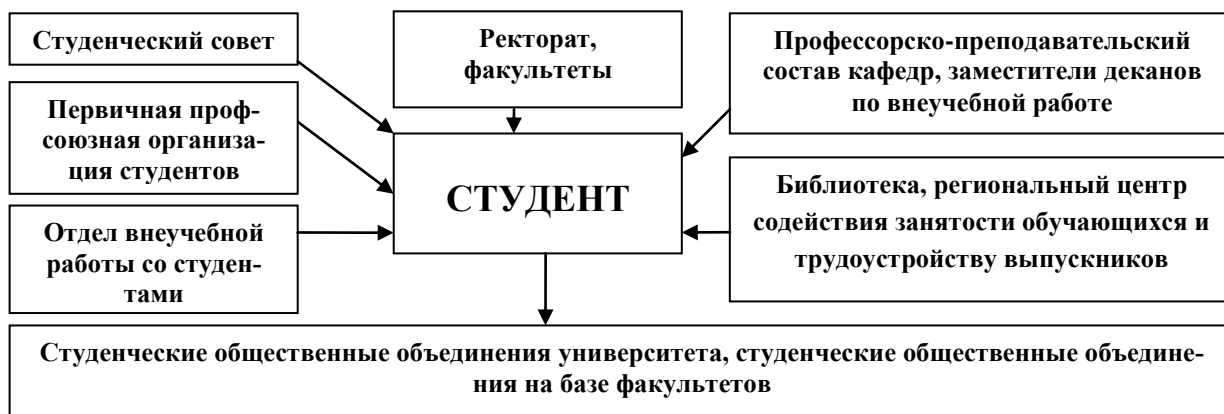 Студенческий совет
Ректорат,
факультеты
Профессорско-преподавательский
состав кафедр, заместители деканов
по внеучебной работе
Первичная проф-
союзная организа-
ция студентов
СТУДЕНТ
Библиотека, региональный центр
содействия занятости обучающихся и
трудоустройству выпускников
Отдел внеучебной
работы со студен-
тами
Студенческие общественные объединения университета, студенческие общественные объедине-
ния на базе факультетов